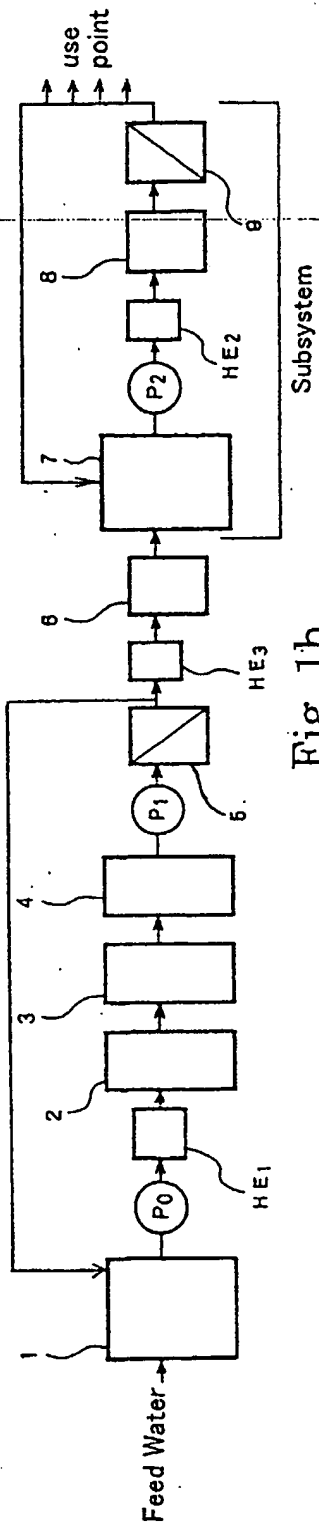 Feed Water
1
P0
HE1
2
3
4
P1
5.
HE3
6
7
P2
HE2
8
9
use
point
Subsystem
Fig. 1b